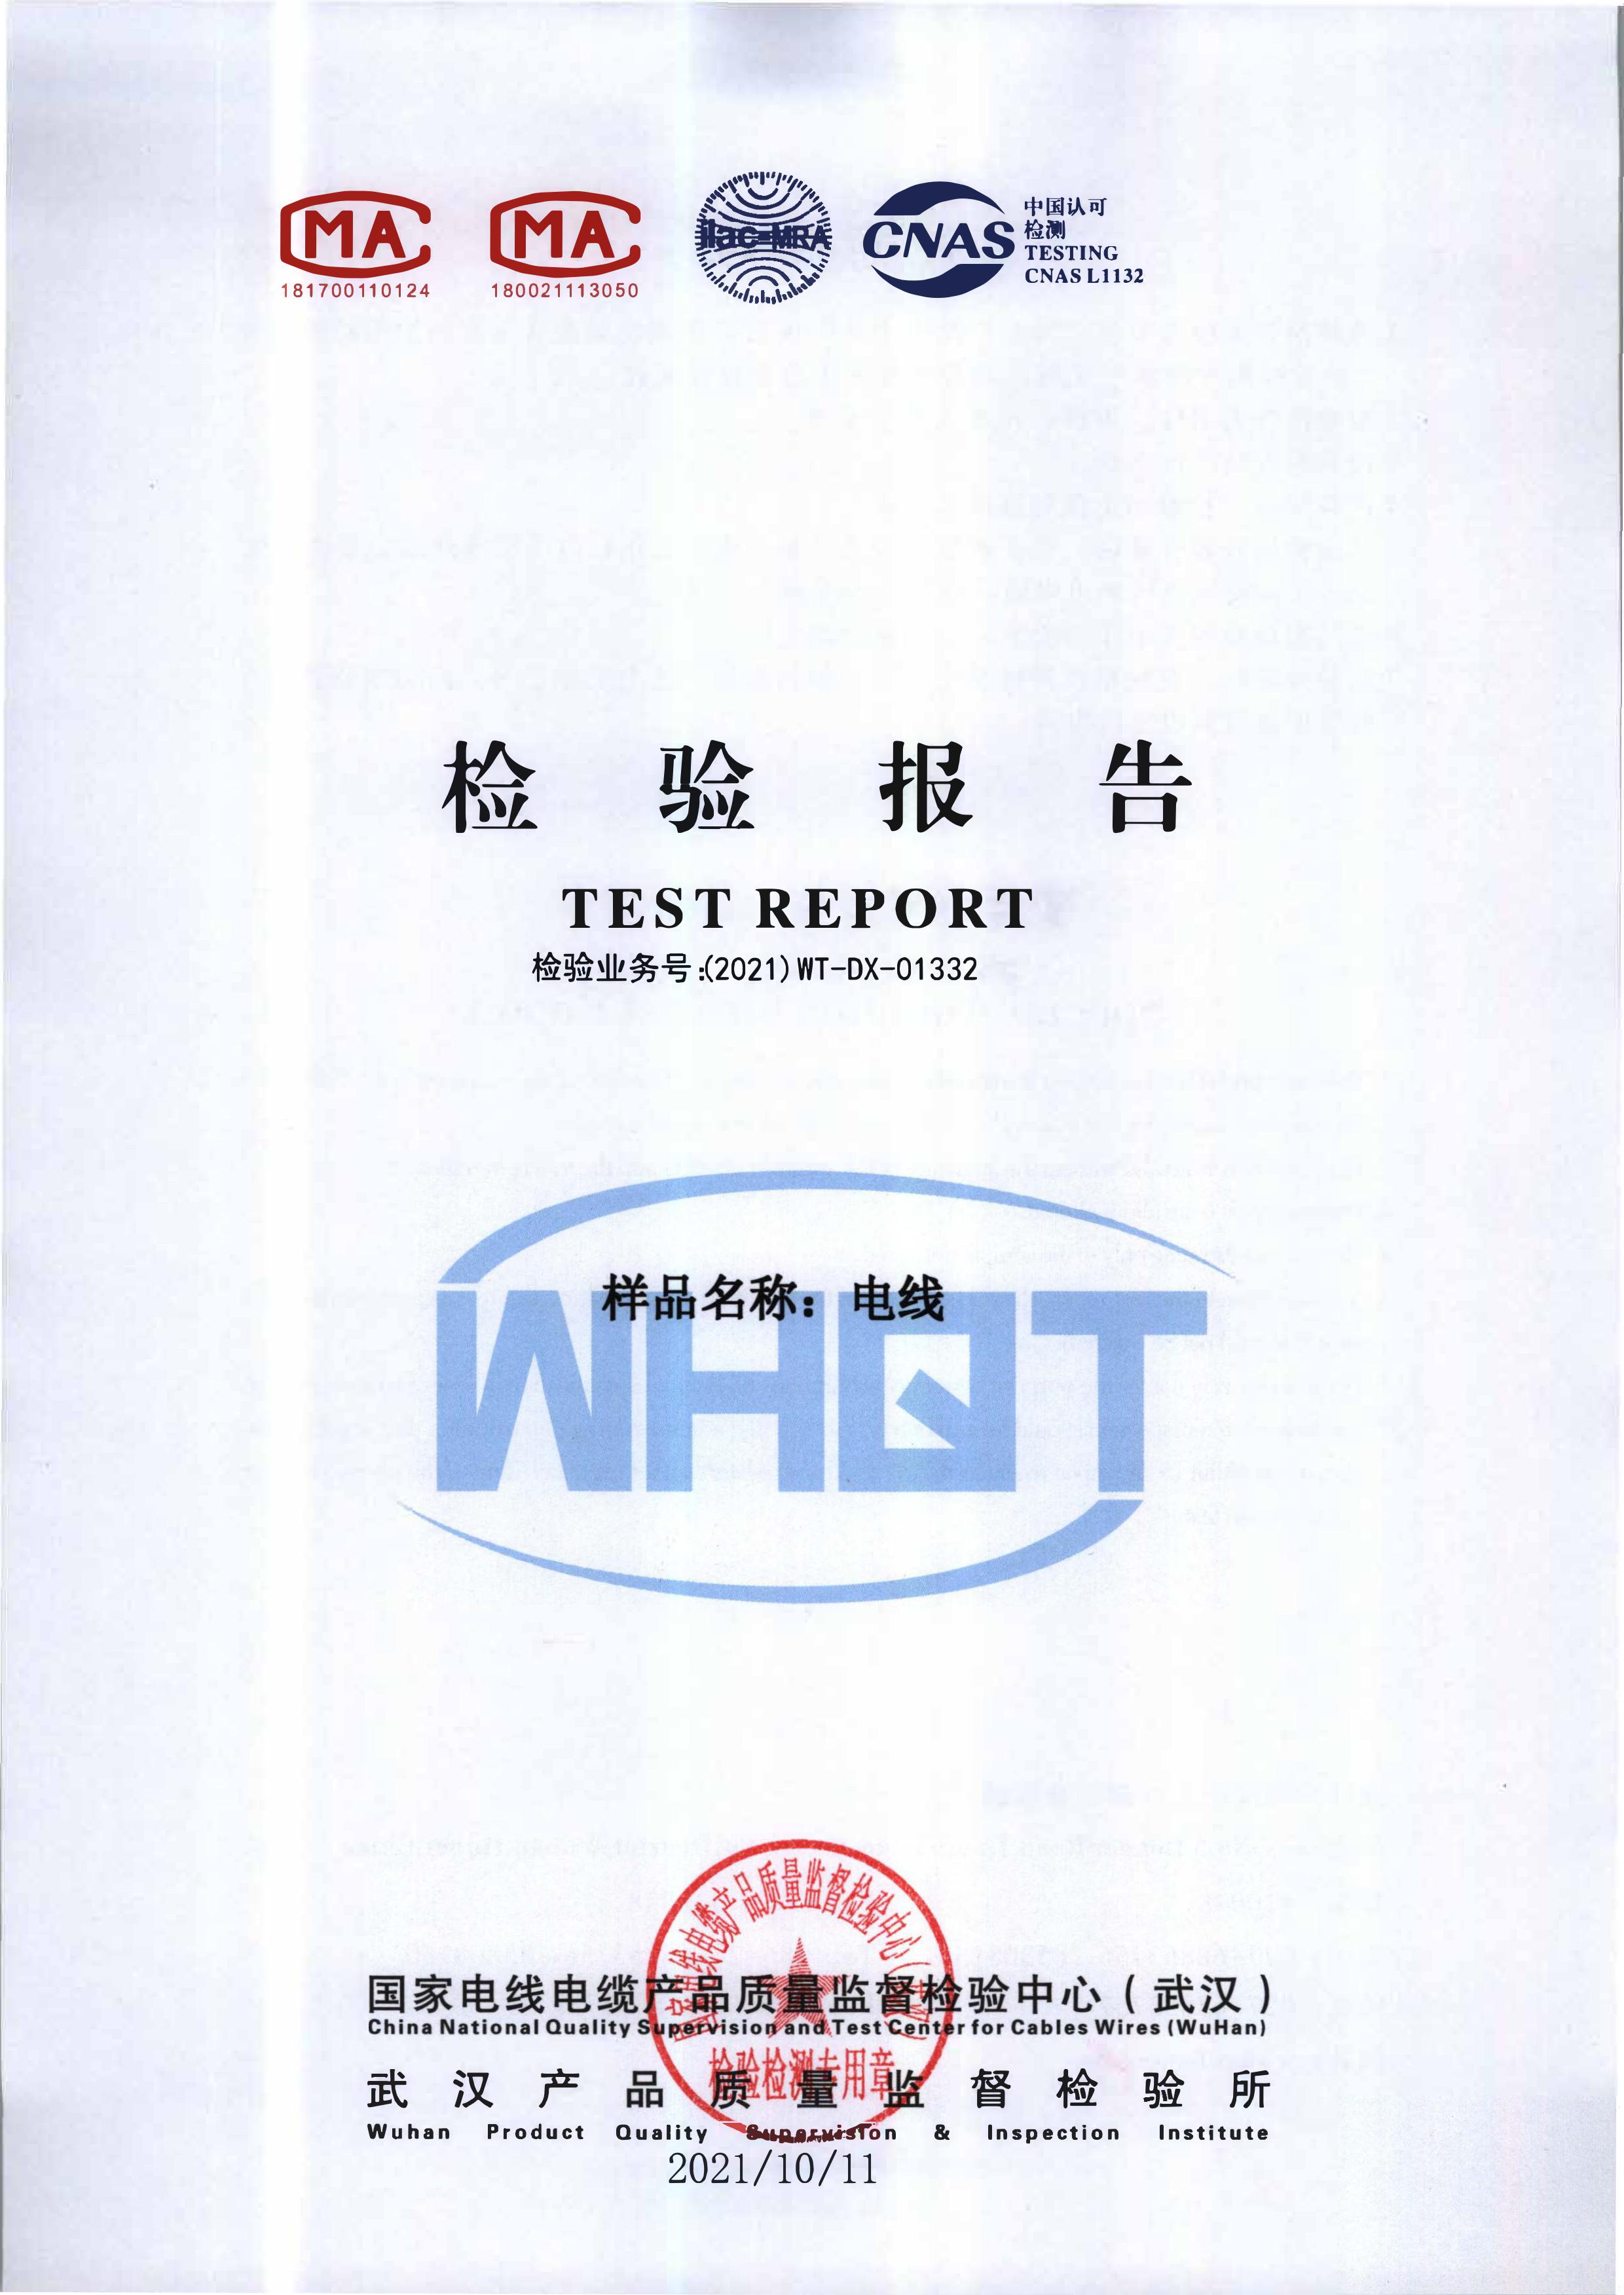 MA
181700110124
MA
180021113050
ilac-MRA
CNAS
中国认可
检测
TESTING
CNAS L1132
检验报告
TEST REPORT
检验业务号:(2021)WT-DX-01332
样品名称：电线
WHQT
国家电线电缆产品质量监督检验中心（武汉）
China National Quality Supervision and Test Center for Cables Wires (WuHan)
武汉产品质量监督检验所
Wuhan Product Quality Supervision & Inspection Institute
2021/10/11
国家电线电缆产品质量监督检验中心（武汉）
检验检测专用章